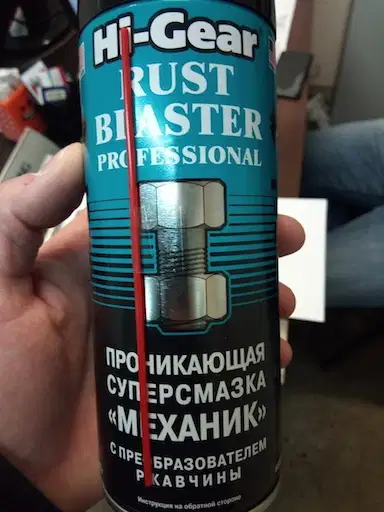 Hi-Gear
RUST
BLASTER
PROFESSIONAL
ПРОНИКАЮЩАЯ
СУПЕРСМАЗКА
«МЕХАНИК»
С ПРЕОБРАЗОВАТЕЛЕМ
РЖАВЧИНЫ
Инструкция на обратной стороне